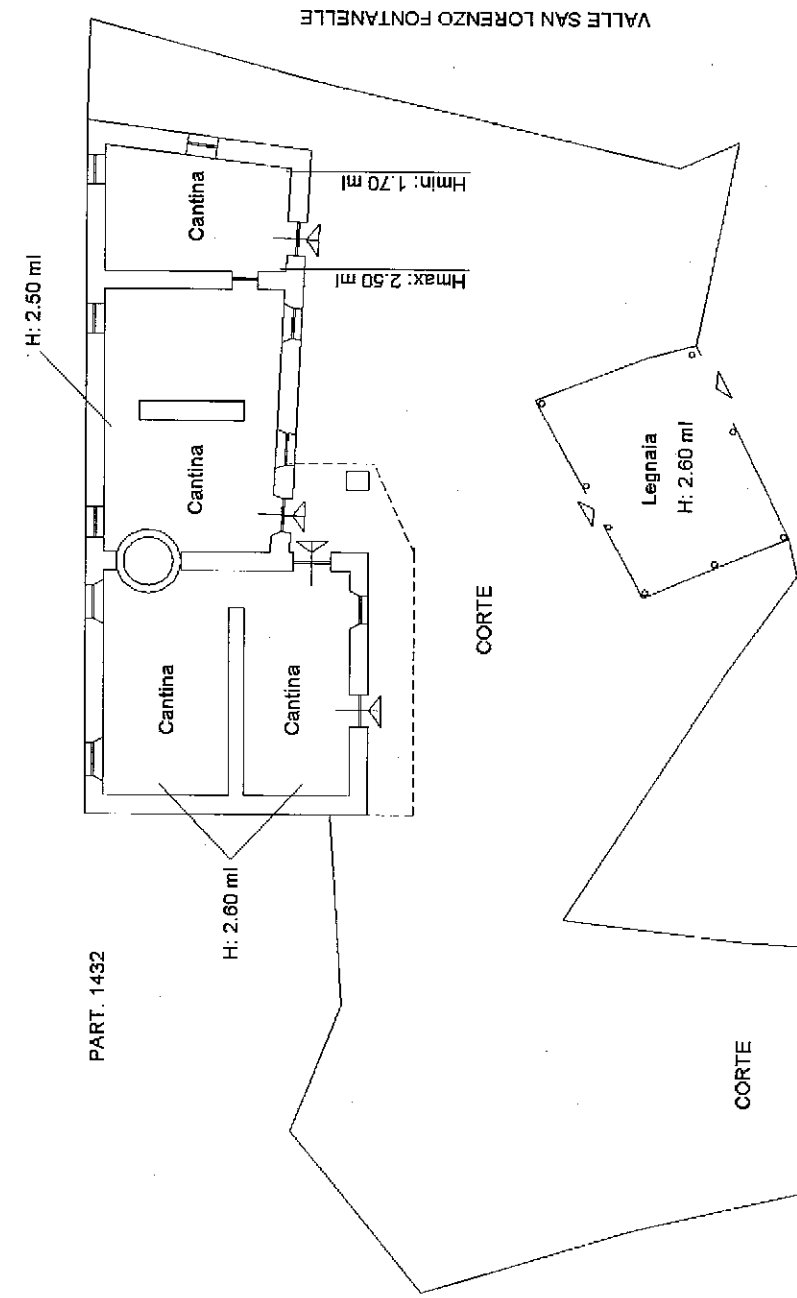 VALLE SAN LORENZO FONTANELLE
H: 2.50 ml
Cantina
Hmin: 1.70 ml
Hmax: 2.50 ml
Cantina
Cantina
Cantina
H: 2.60 ml
PART. 1432
Legnaia
H: 2.60 ml
CORTE
CORTE